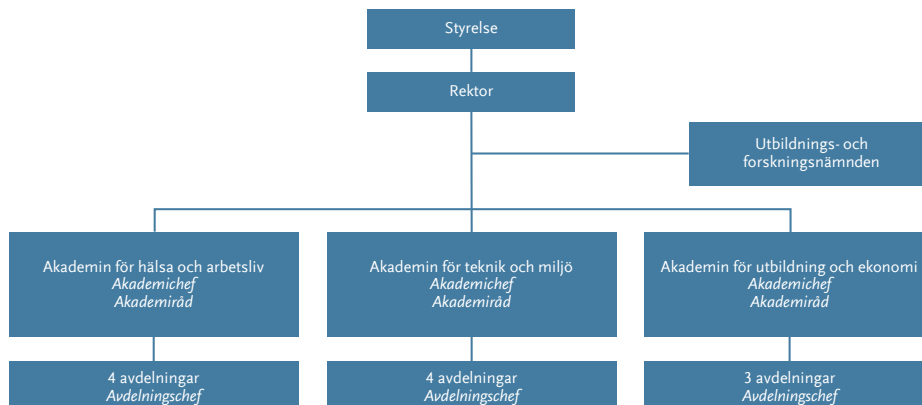 Styrelse
Rektor
Utbildnings- och
forskningsnämnden
Akademin för hälsa och arbetsliv
Akademichef
Akademiråd
Akademin för teknik och miljö
Akademichef
Akademiråd
Akademin för utbildning och ekonomi
Akademichef
Akademiråd
4 avdelningar
Avdelningschef
4 avdelningar
Avdelningschef
3 avdelningar
Avdelningschef